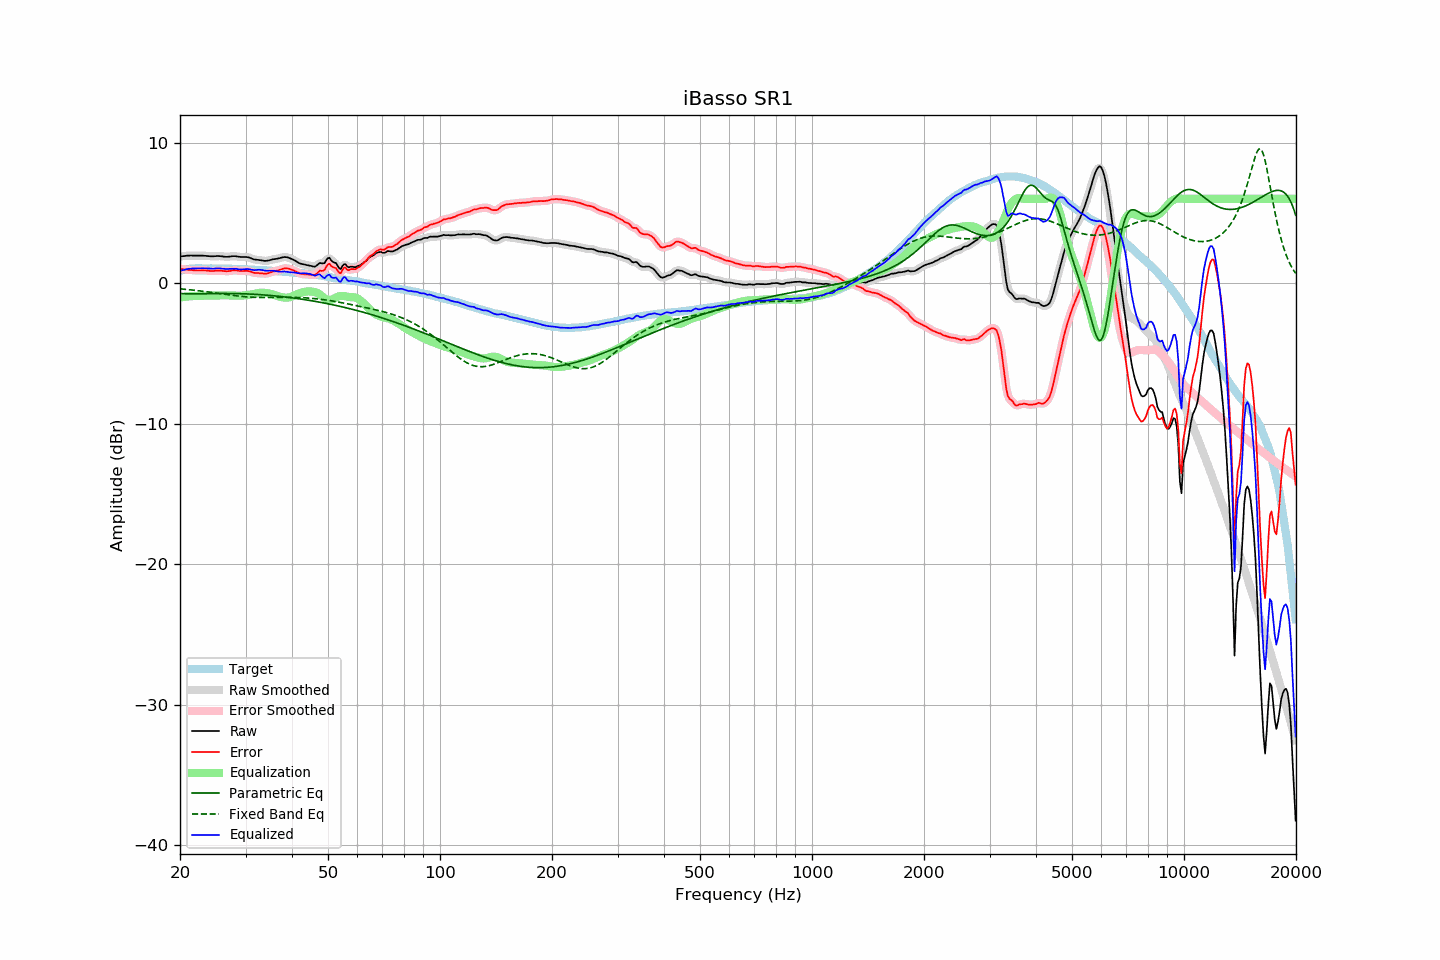 iBasso SR1
10
0
−10
−20
−30
−40
Amplitude (dBr)
Target
Raw Smoothed
Error Smoothed
Raw
Error
Equalization
Parametric Eq
Fixed Band Eq
Equalized
20 50 100 200 500 1000 2000 5000 10000 20000
Frequency (Hz)